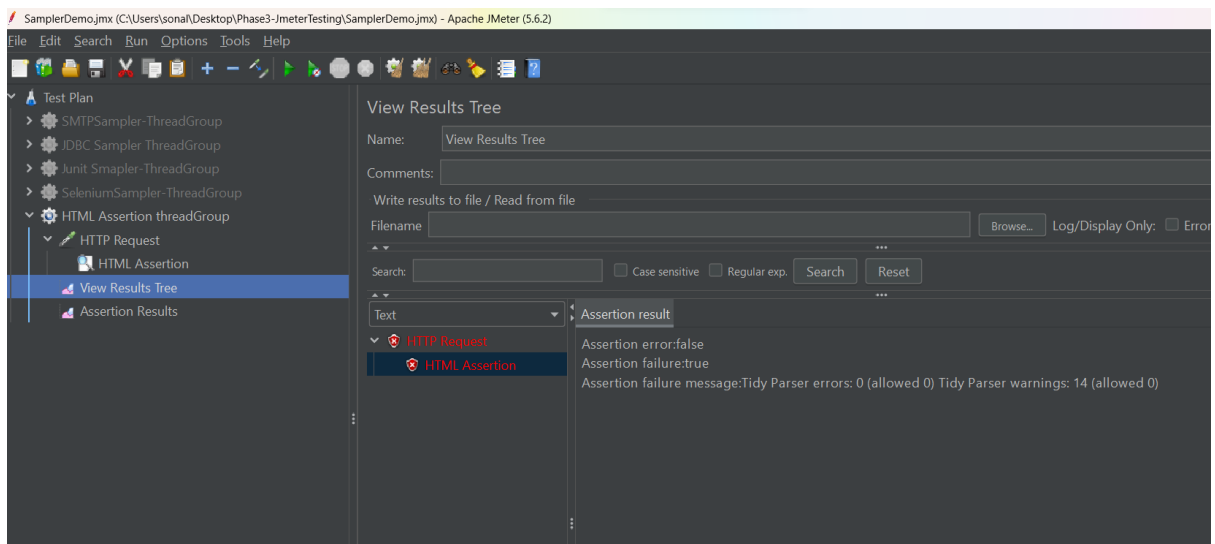 SamplerDemo.jmx (C:\Users\sonal\Desktop\Phase3-JmeterTesting\SamplerDemo.jmx) - Apache JMeter (5.6.2)
File Edit Search Run Options Tools Help
Test Plan
SMTPSampler-ThreadGroup
JDBC Sampler ThreadGroup
Junit Smapler-ThreadGroup
SeleniumSampler-ThreadGroup
HTML Assertion threadGroup
HTTP Request
HTML Assertion
View Results Tree
Assertion Results
View Results Tree
Name: View Results Tree
Comments:
Write results to file / Read from file
Filename Browse... Log/Display Only: Error
Search: Case sensitive Regular exp. Search Reset
Text
HTTP Request
HTML Assertion
Assertion result
Assertion error:false
Assertion failure:true
Assertion failure message:Tidy Parser errors: 0 (allowed 0) Tidy Parser warnings: 14 (allowed 0)